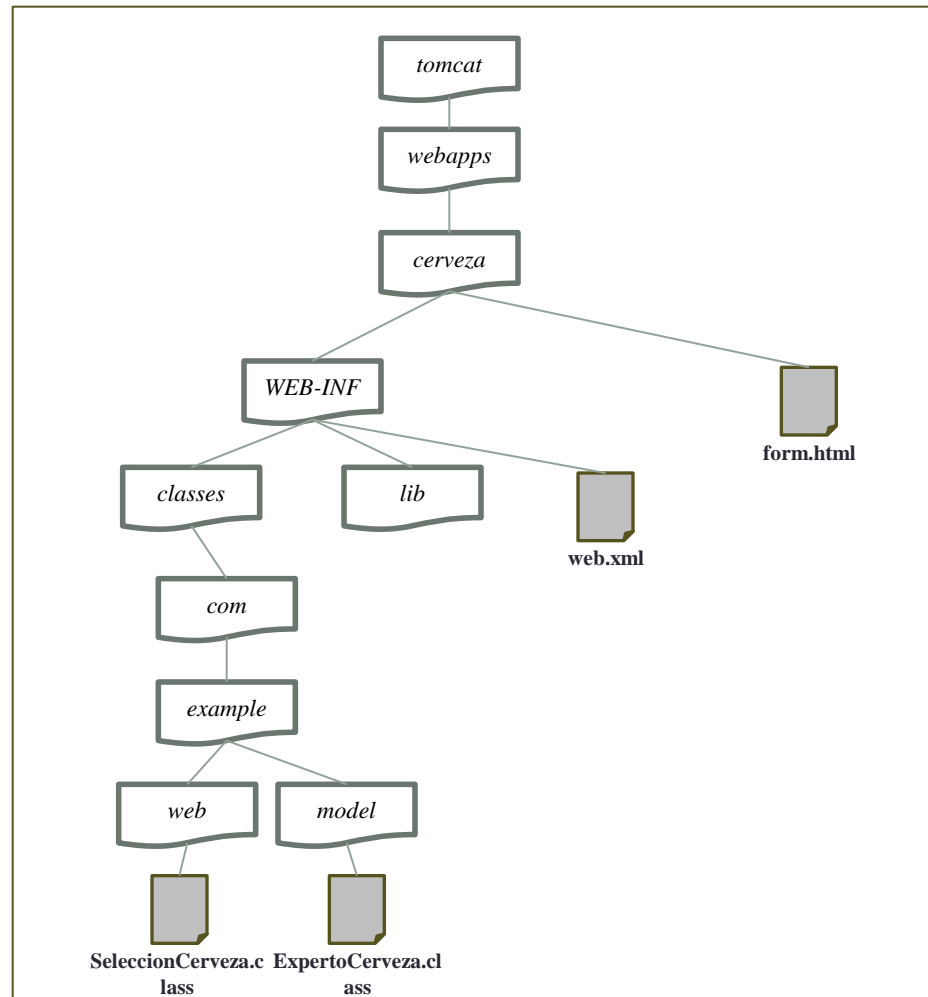 tomcat
webapps
cerveza
WEB-INF
form.html
classes
lib
web.xml
com
example
web
model
SeleccionCerveza.c
lass
ExpertoCerveza.cl
ass